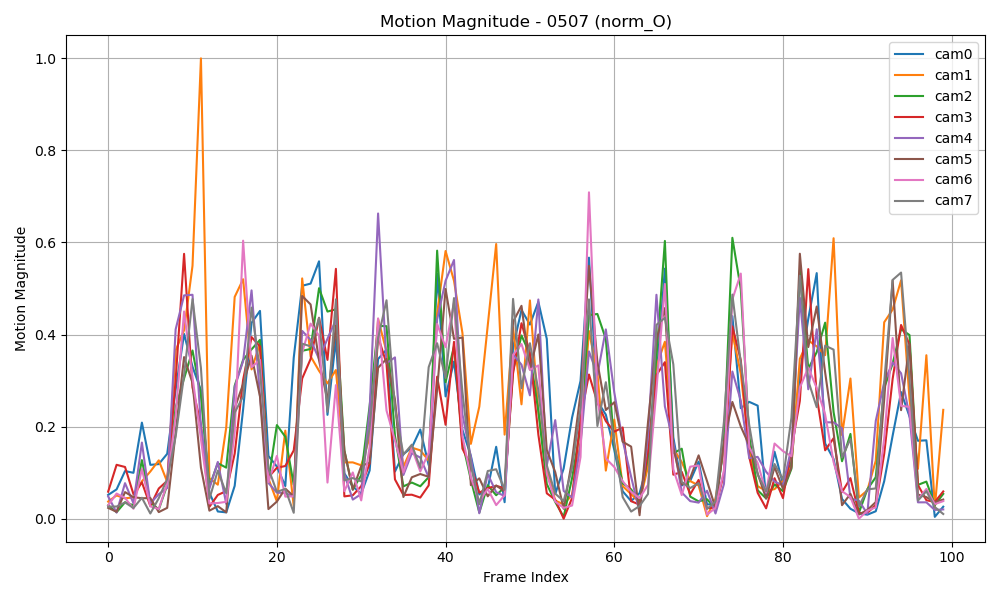 Motion Magnitude - 0507 (norm_O)
Motion Magnitude
1.0
0.8
0.6
0.4
0.2
0.0
0
20
40
60
80
100
Frame Index
cam0
cam1
cam2
cam3
cam4
cam5
cam6
cam7